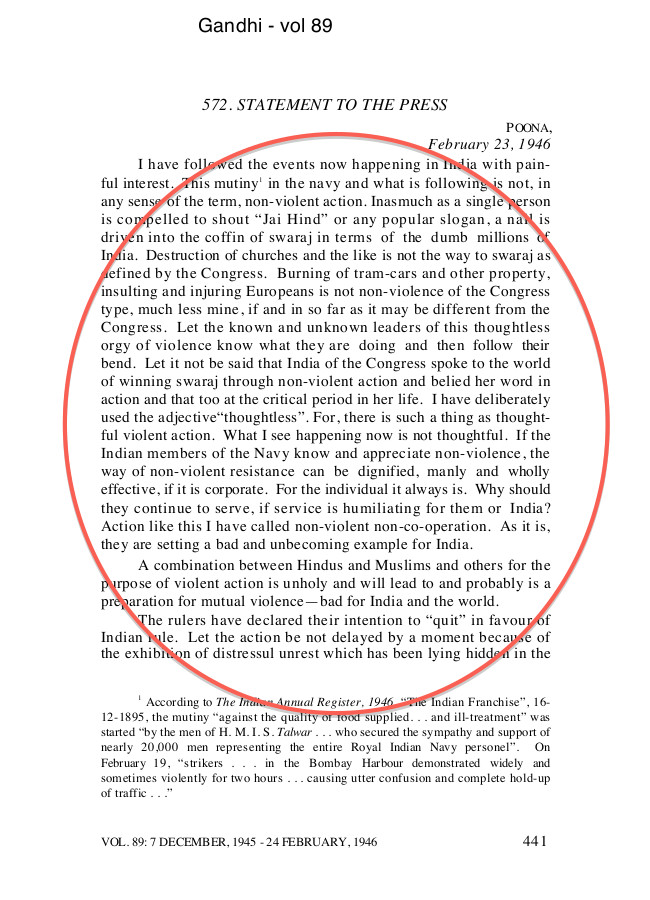 Gandhi - vol 89
572. STATEMENT TO THE PRESS
POONA,
February 23, 1946
I have followed the events now happening in India with pain-
ful interest. This mutiny1 in the navy and what is following is not, in
any sense of the term, non-violent action. Inasmuch as a single person
is compelled to shout “Jai Hind” or any popular slogan, a nail is
driven into the coffin of swaraj in terms of the dumb millions of
India. Destruction of churches and the like is not the way to swaraj as
defined by the Congress. Burning of tram-cars and other property,
insulting and injuring Europeans is not non-violence of the Congress
type, much less mine, if and in so far as it may be different from the
Congress. Let the known and unknown leaders of this thoughtless
orgy of violence know what they are doing and then follow their
bend. Let it not be said that India of the Congress spoke to the world
of winning swaraj through non-violent action and belied her word in
action and that too at the critical period in her life. I have deliberately
used the adjective“thoughtless”. For, there is such a thing as thought-
ful violent action. What I see happening now is not thoughtful. If the
Indian members of the Navy know and appreciate non-violence, the
way of non-violent resistance can be dignified, manly and wholly
effective, if it is corporate. For the individual it always is. Why should
they continue to serve, if service is humiliating for them or India?
Action like this I have called non-violent non-co-operation. As it is,
they are setting a bad and unbecoming example for India.
A combination between Hindus and Muslims and others for the
purpose of violent action is unholy and will lead to and probably is a
preparation for mutual violence—bad for India and the world.
The rulers have declared their intention to “quit” in favour of
Indian rule. Let the action be not delayed by a moment because of
the exhibition of distressul unrest which has been lying hidden in the
1 According to The Indian Annual Register, 1946, “The Indian Franchise”, 16-
12-1895, the mutiny “against the quality of food supplied. . . and ill-treatment” was
started “by the men of H. M. I. S. Talwar . . . who secured the sympathy and support of
nearly 20,000 men representing the entire Royal Indian Navy personel”. On
February 19, “strikers . . . in the Bombay Harbour demonstrated widely and
sometimes violently for two hours . . . causing utter confusion and complete hold-up
of traffic . . .”
VOL. 89: 7 DECEMBER, 1945 - 24 FEBRUARY, 1946 441